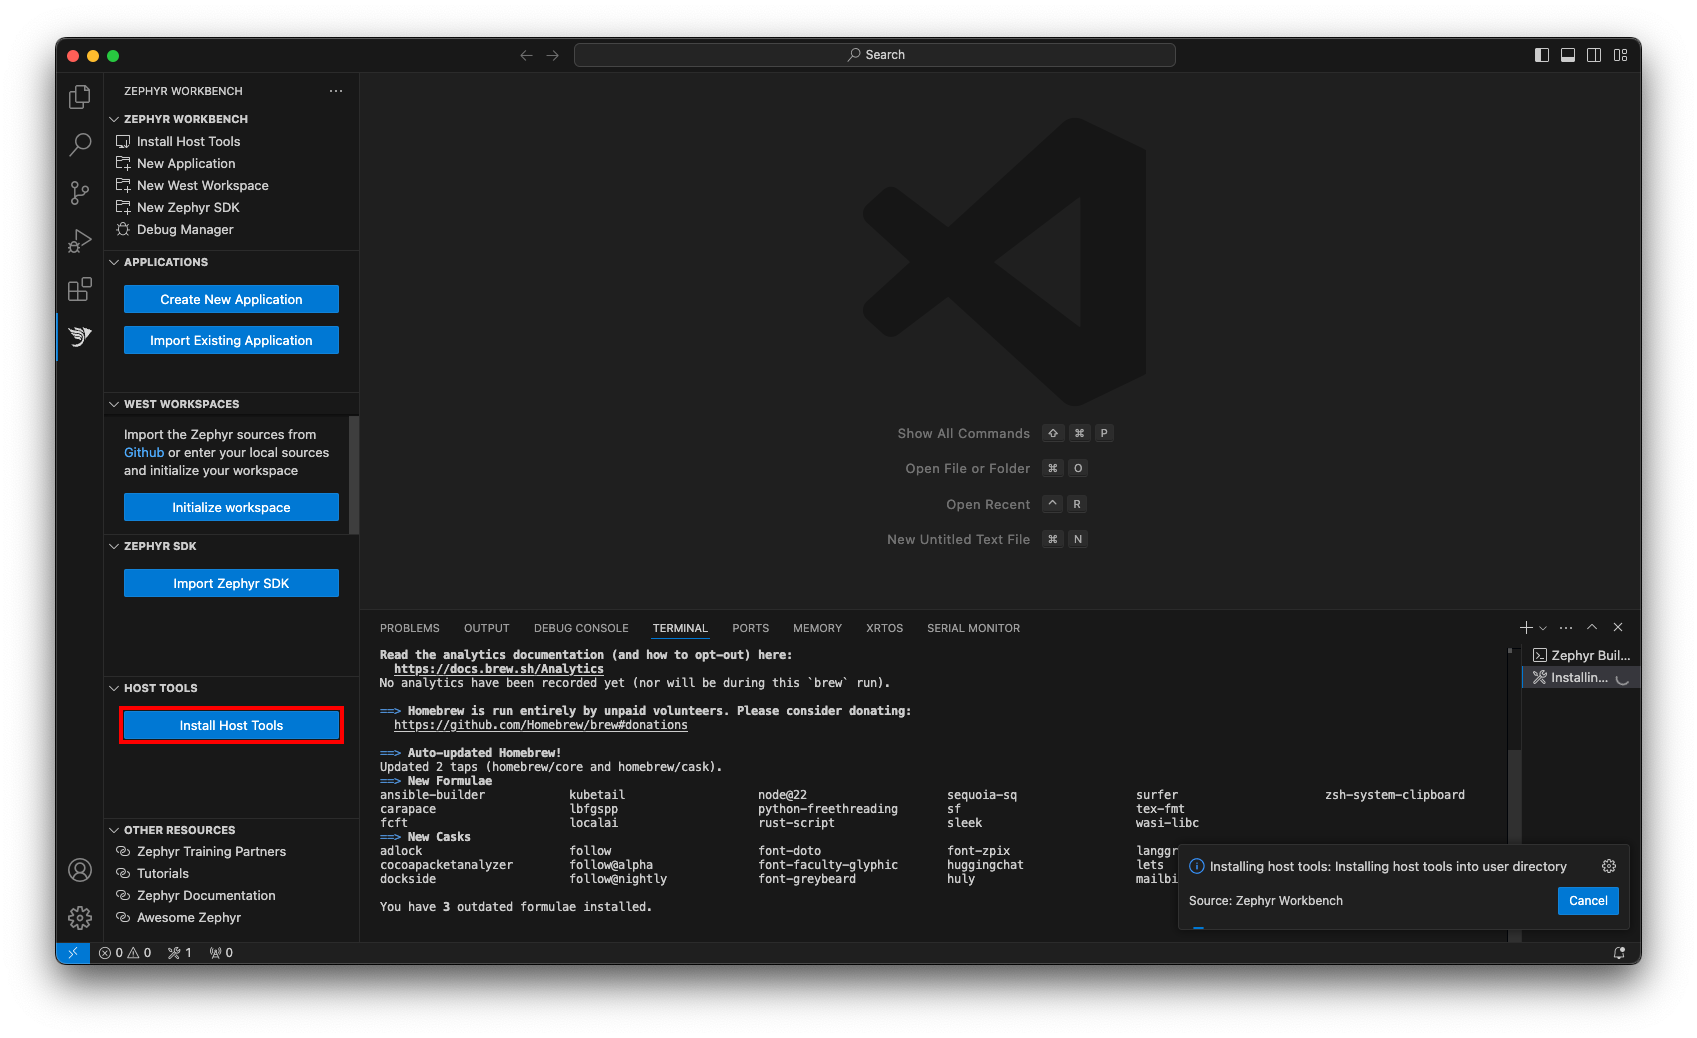 Search
ZEPHYR WORKBENCH
ZEPHYR WORKBENCH
Install Host Tools
New Application
New West Workspace
New Zephyr SDK
Debug Manager
APPLICATIONS
Create New Application
Import Existing Application
WEST WORKSPACES
Import the Zephyr sources from
Github or enter your local sources
and initialize your workspace
Initialize workspace
ZEPHYR SDK
Import Zephyr SDK
HOST TOOLS
Install Host Tools
OTHER RESOURCES
Zephyr Training Partners
Tutorials
Zephyr Documentation
Awesome Zephyr
Show All Commands ⇧ ⌘ P
Open File or Folder ⌘ O
Open Recent ^ R
New Untitled Text File ⌘ N
PROBLEMS OUTPUT DEBUG CONSOLE TERMINAL PORTS MEMORY XRTOS SERIAL MONITOR
Read the analytics documentation (and how to opt-out) here:
https://docs.brew.sh/Analytics
No analytics have been recorded yet (nor will be during this `brew` run).
==> Homebrew is run entirely by unpaid volunteers. Please consider donating:
https://github.com/Homebrew/brew#donations
==> Auto-updated Homebrew!
Updated 2 taps (homebrew/core and homebrew/cask).
==> New Formulae
ansible-builder kubetail node@22 sequoia-sq surfer zsh-system-clipboard
carapace lbfgspp python-freethreading sf tex-fmt
fcft localai rust-script sleek wasi-libc
==> New Casks
adlock follow font-doto font-zpix langgr
cocoapacketanalyzer follow@alpha font-faculty-glyphic huggingchat lets
dockside follow@nightly font-greybeard huly mailbi
You have 3 outdated formulae installed.
Zephyr Buil...
Installin...
Installing host tools: Installing host tools into user directory
Source: Zephyr Workbench
Cancel
0 0 1 0